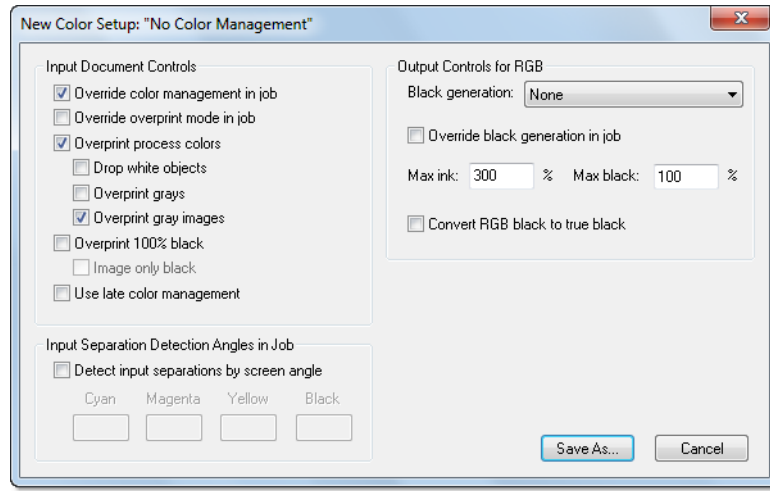 New Color Setup: "No Color Management"
Input Document Controls
Override color management in job
Override overprint mode in job
Overprint process colors
Drop white objects
Overprint grays
Overprint gray images
Overprint 100% black
Image only black
Use late color management
Input Separation Detection Angles in Job
Detect input separations by screen angle
Cyan Magenta Yellow Black
Output Controls for RGB
Black generation: None
Override black generation in job
Max ink: 300 % Max black: 100 %
Convert RGB black to true black
Save As... Cancel